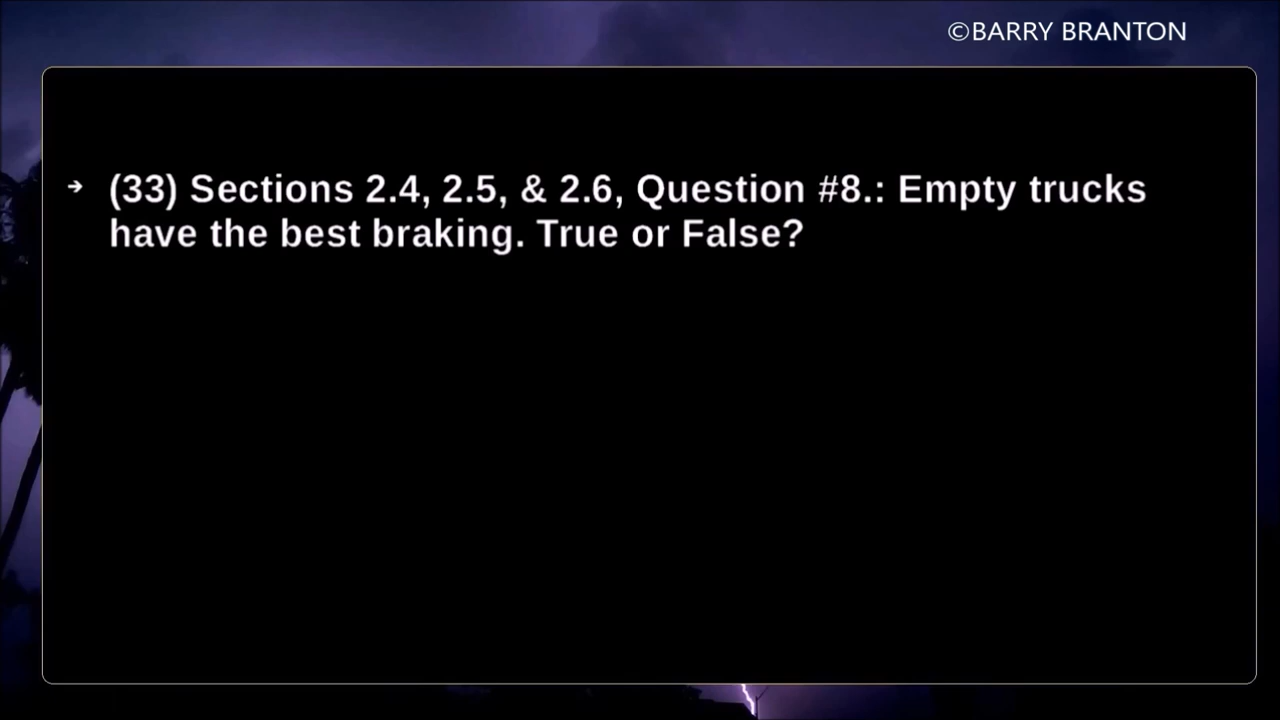 ©BARRY BRANTON
➔ (33) Sections 2.4, 2.5, & 2.6, Question #8.: Empty trucks
have the best braking. True or False?